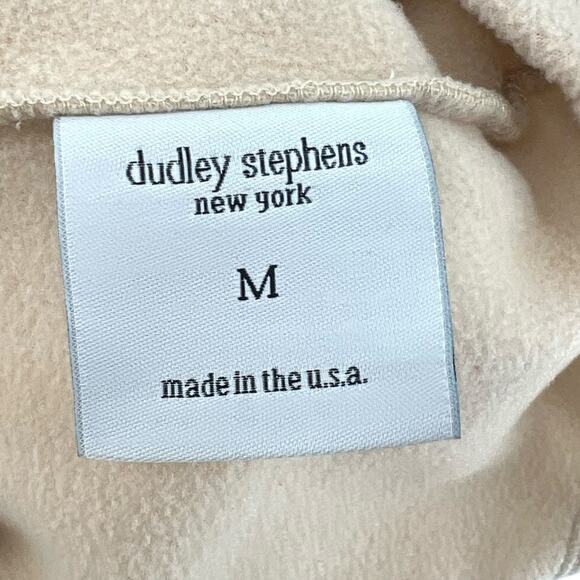 dudley stephens
new york
M
made in the u.s.a.